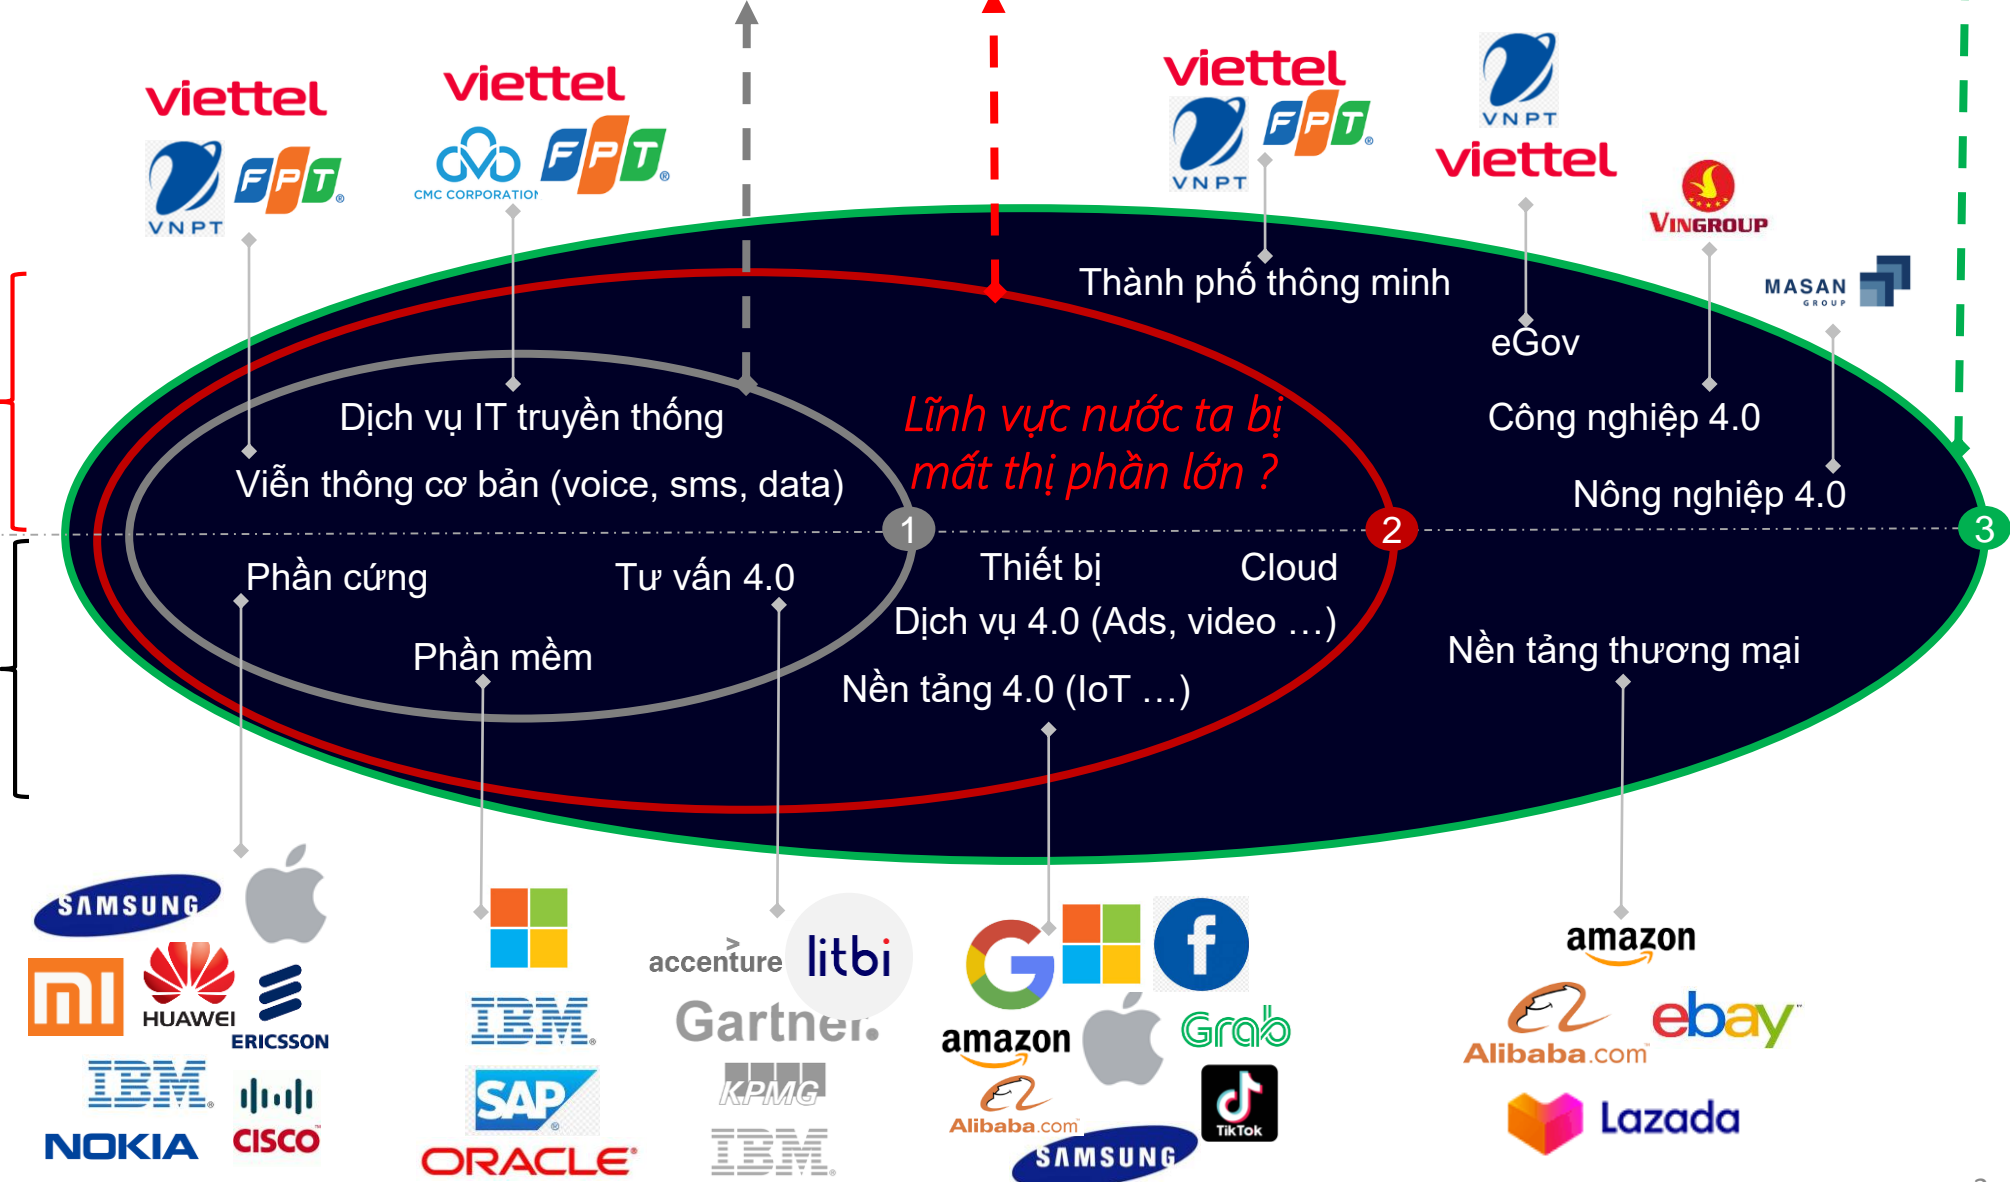 viettel
VNPT
FPT
viettel
CMC CORPORATION
FPT
viettel
VNPT
FPT
VNPT
viettel
VINGROUP
MASAN
GROUP
Thành phố thông minh
eGov
Dịch vụ IT truyền thống
Lĩnh vực nước ta bị
mất thị phần lớn ?
Công nghiệp 4.0
Viễn thông cơ bản (voice, sms, data)
Nông nghiệp 4.0
1
2
3
Phần cứng
Tư vấn 4.0
Thiết bị
Cloud
Dịch vụ 4.0 (Ads, video …)
Phần mềm
Nền tảng 4.0 (IoT …)
Nền tảng thương mại
SAMSUNG
mi
HUAWEI
ERICSSON
IBM
NOKIA
CISCO
IBM
SAP
ORACLE
accenture
litbi
Gartner
KPMG
IBM
G
f
amazon
Grab
Alibaba.com
TikTok
SAMSUNG
amazon
Alibaba.com
ebay
Lazada